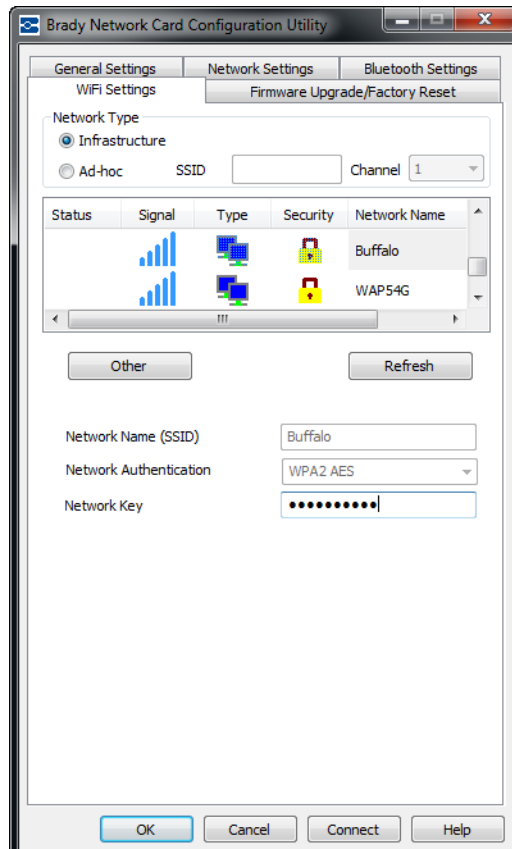 Brady Network Card Configuration Utility
General Settings Network Settings Bluetooth Settings
WiFi Settings Firmware Upgrade/Factory Reset
Network Type
Infrastructure
Ad-hoc SSID Channel 1
Status Signal Type Security Network Name
Buffalo
WAP54G
Other Refresh
Network Name (SSID) Buffalo
Network Authentication WPA2 AES
Network Key ●●●●●●●●●●
OK Cancel Connect Help